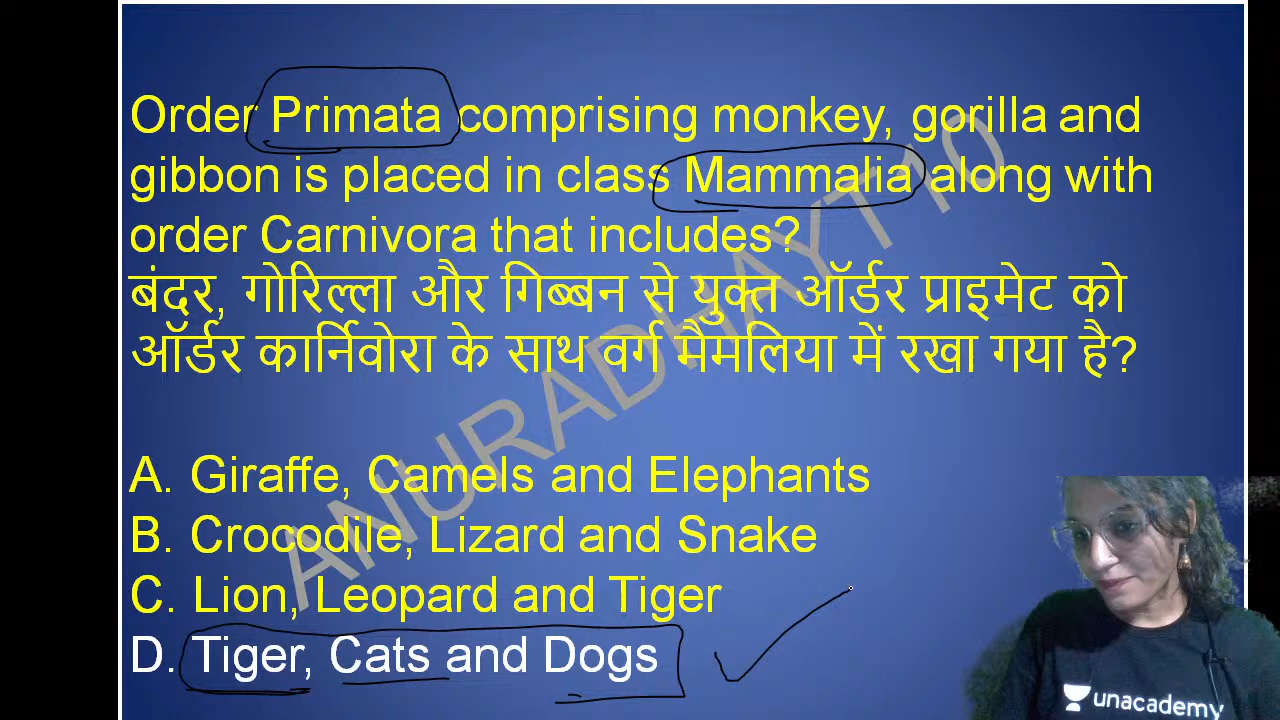 Order Primata comprising monkey, gorilla and
gibbon is placed in class Mammalia along with
order Carnivora that includes?
बंदर, गोरिल्ला और गिब्बन से युक्त ऑर्डर प्राइमेट को
ऑर्डर कार्निवोरा के साथ वर्ग मैमलिया में रखा गया है?
A. Giraffe, Camels and Elephants
B. Crocodile, Lizard and Snake
C. Lion, Leopard and Tiger
D. Tiger, Cats and Dogs
ANURADHAYT10
unacademy